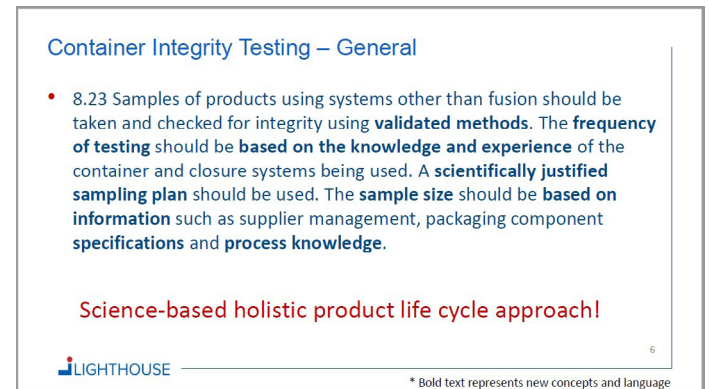 Container Integrity Testing – General
• 8.23 Samples of products using systems other than fusion should be
taken and checked for integrity using validated methods. The frequency
of testing should be based on the knowledge and experience of the
container and closure systems being used. A scientifically justified
sampling plan should be used. The sample size should be based on
information such as supplier management, packaging component
specifications and process knowledge.
Science-based holistic product life cycle approach!
6
LIGHTHOUSE
* Bold text represents new concepts and language